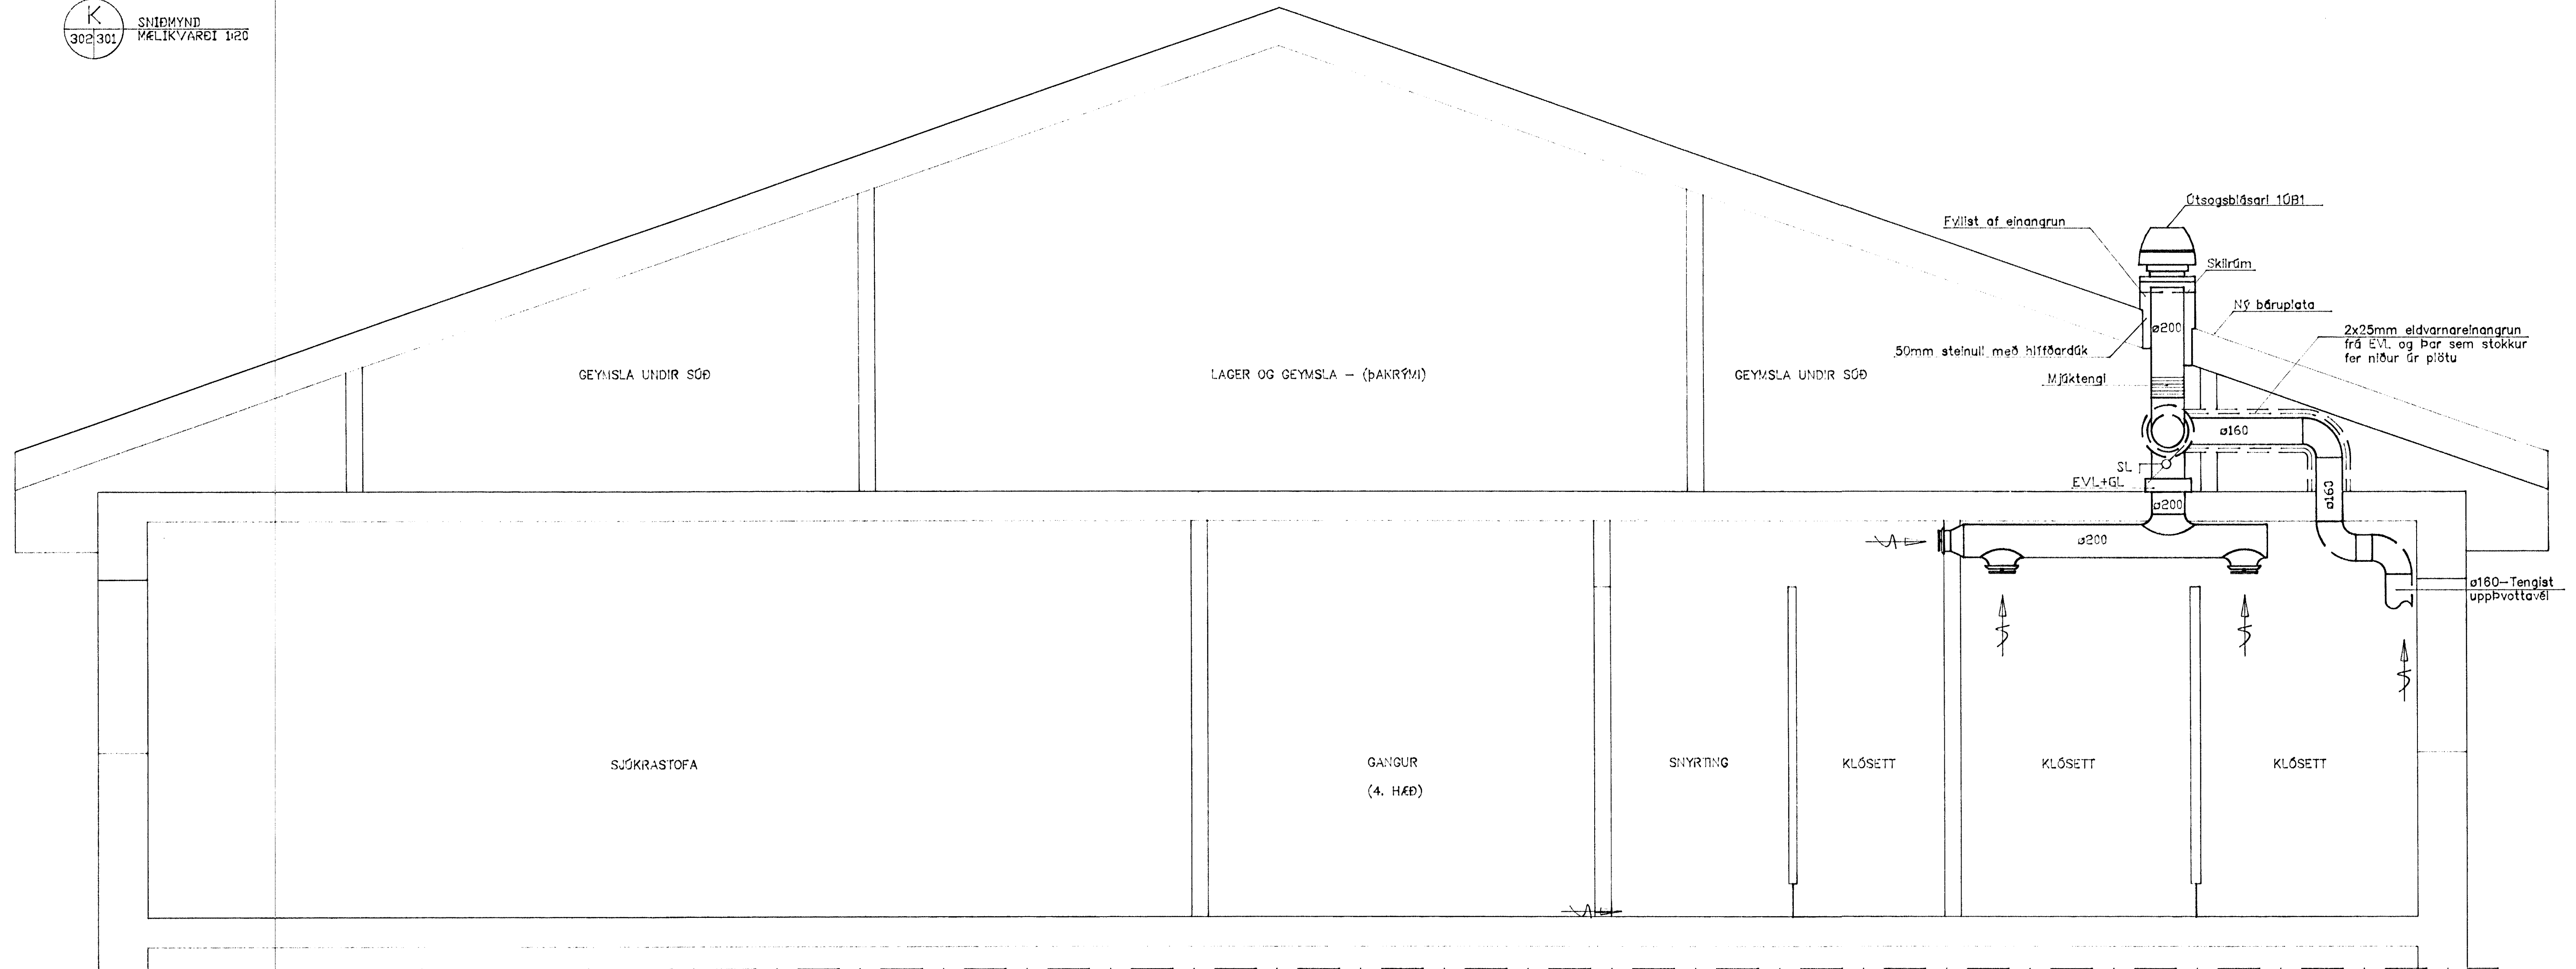 K
302 301
SNIÐMYND
MÆLIKVARÐI 1:20
Útsogsblásari 1ÚB1
Fyllist af einangrun
Skilrúm
Ný báruplata
ø200
2x25mm eldvarnareinangrun
frá EVL og Þar sem stokkur
fer niður úr plötu
50mm steinull með hlífðardúk
Mjúktengi
GEYMSLA UNDIR SÚÐ
LAGER OG GEYMSLA - (ÞAKRÝMI)
GEYMSLA UNDIR SÚÐ
ø160
SL
EVL+GL
ø160
ø200
ø200
ø160-Tengist
uppÞvottavél
SJÚKRASTOFA
GANGUR
(4. HÆÐ)
SNYRTING
KLÓSETT
KLÓSETT
KLÓSETT